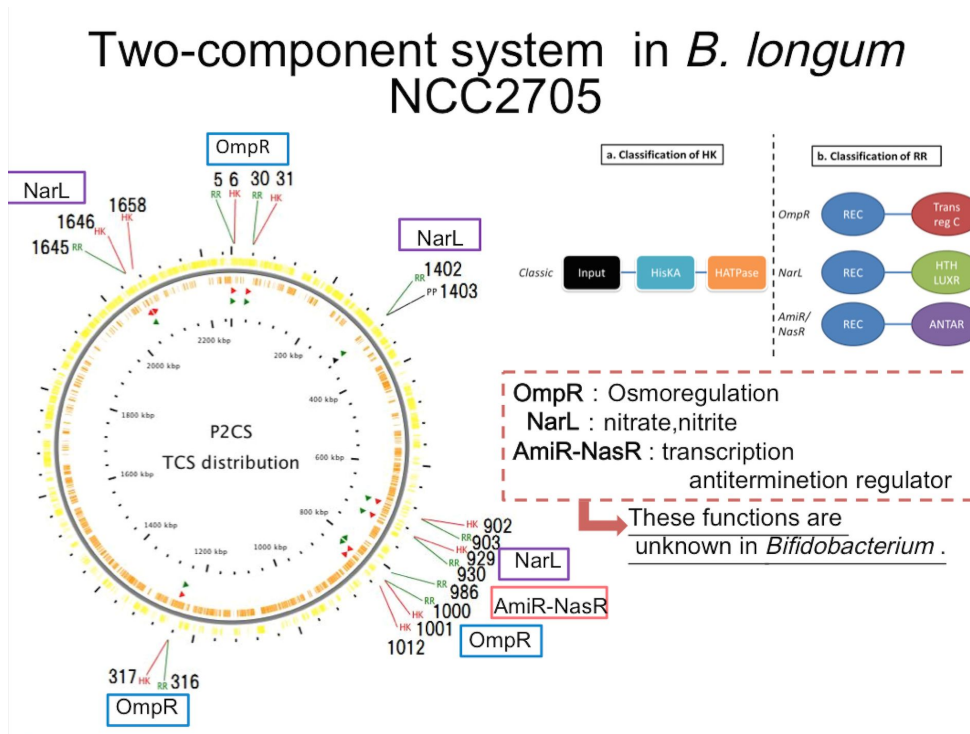 Two-component system in B. longum
NCC2705
OmpR
5 6 30 31
RR HK RR HK
NarL
1658
HK
1646 HK
1645 RR
NarL
RR 1402
PP 1403
2200 kbp
200 kbp
400 kbp
600 kbp
800 kbp
1000 kbp
1200 kbp
1400 kbp
1600 kbp
1800 kbp
2000 kbp
P2CS
TCS distribution
HK 902
RR 903
HK 929
RR 930
NarL
RR 986
AmiR-NasR
RR 1000
HK 1001
HK 1012
OmpR
317 HK RR 316
OmpR
a. Classification of HK
Classic Input HisKA HATPase
b. Classification of RR
OmpR REC Trans reg C
NarL REC HTH LUXR
AmiR/ NasR REC ANTAR
OmpR : Osmoregulation
NarL : nitrate,nitrite
AmiR-NasR : transcription
antiterminetion regulator
These functions are
unknown in Bifidobacterium .